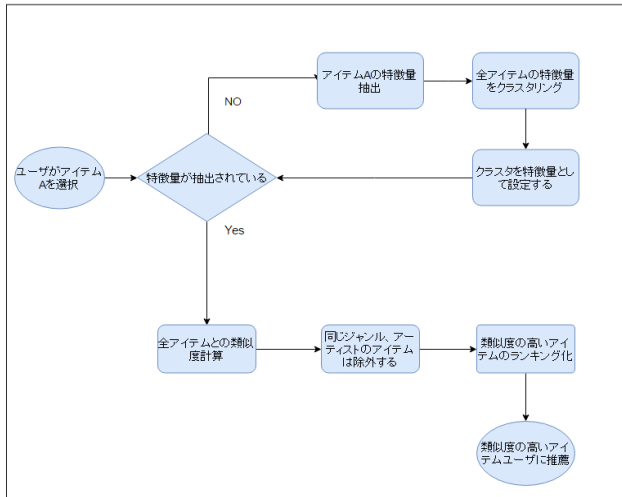 アイテムAの特徴量
抽出
全アイテムの特徴量
をクラスタリング
NO
ユーザがアイテム
Aを選択
特徴量が抽出されている
クラスタを特徴量として
設定する
Yes
全アイテムとの類似
度計算
同じジャンル、アー
ティストのアイテム
は除外する
類似度の高いアイテ
ムのランキング化
類似度の高いアイ
テムユーザに推薦